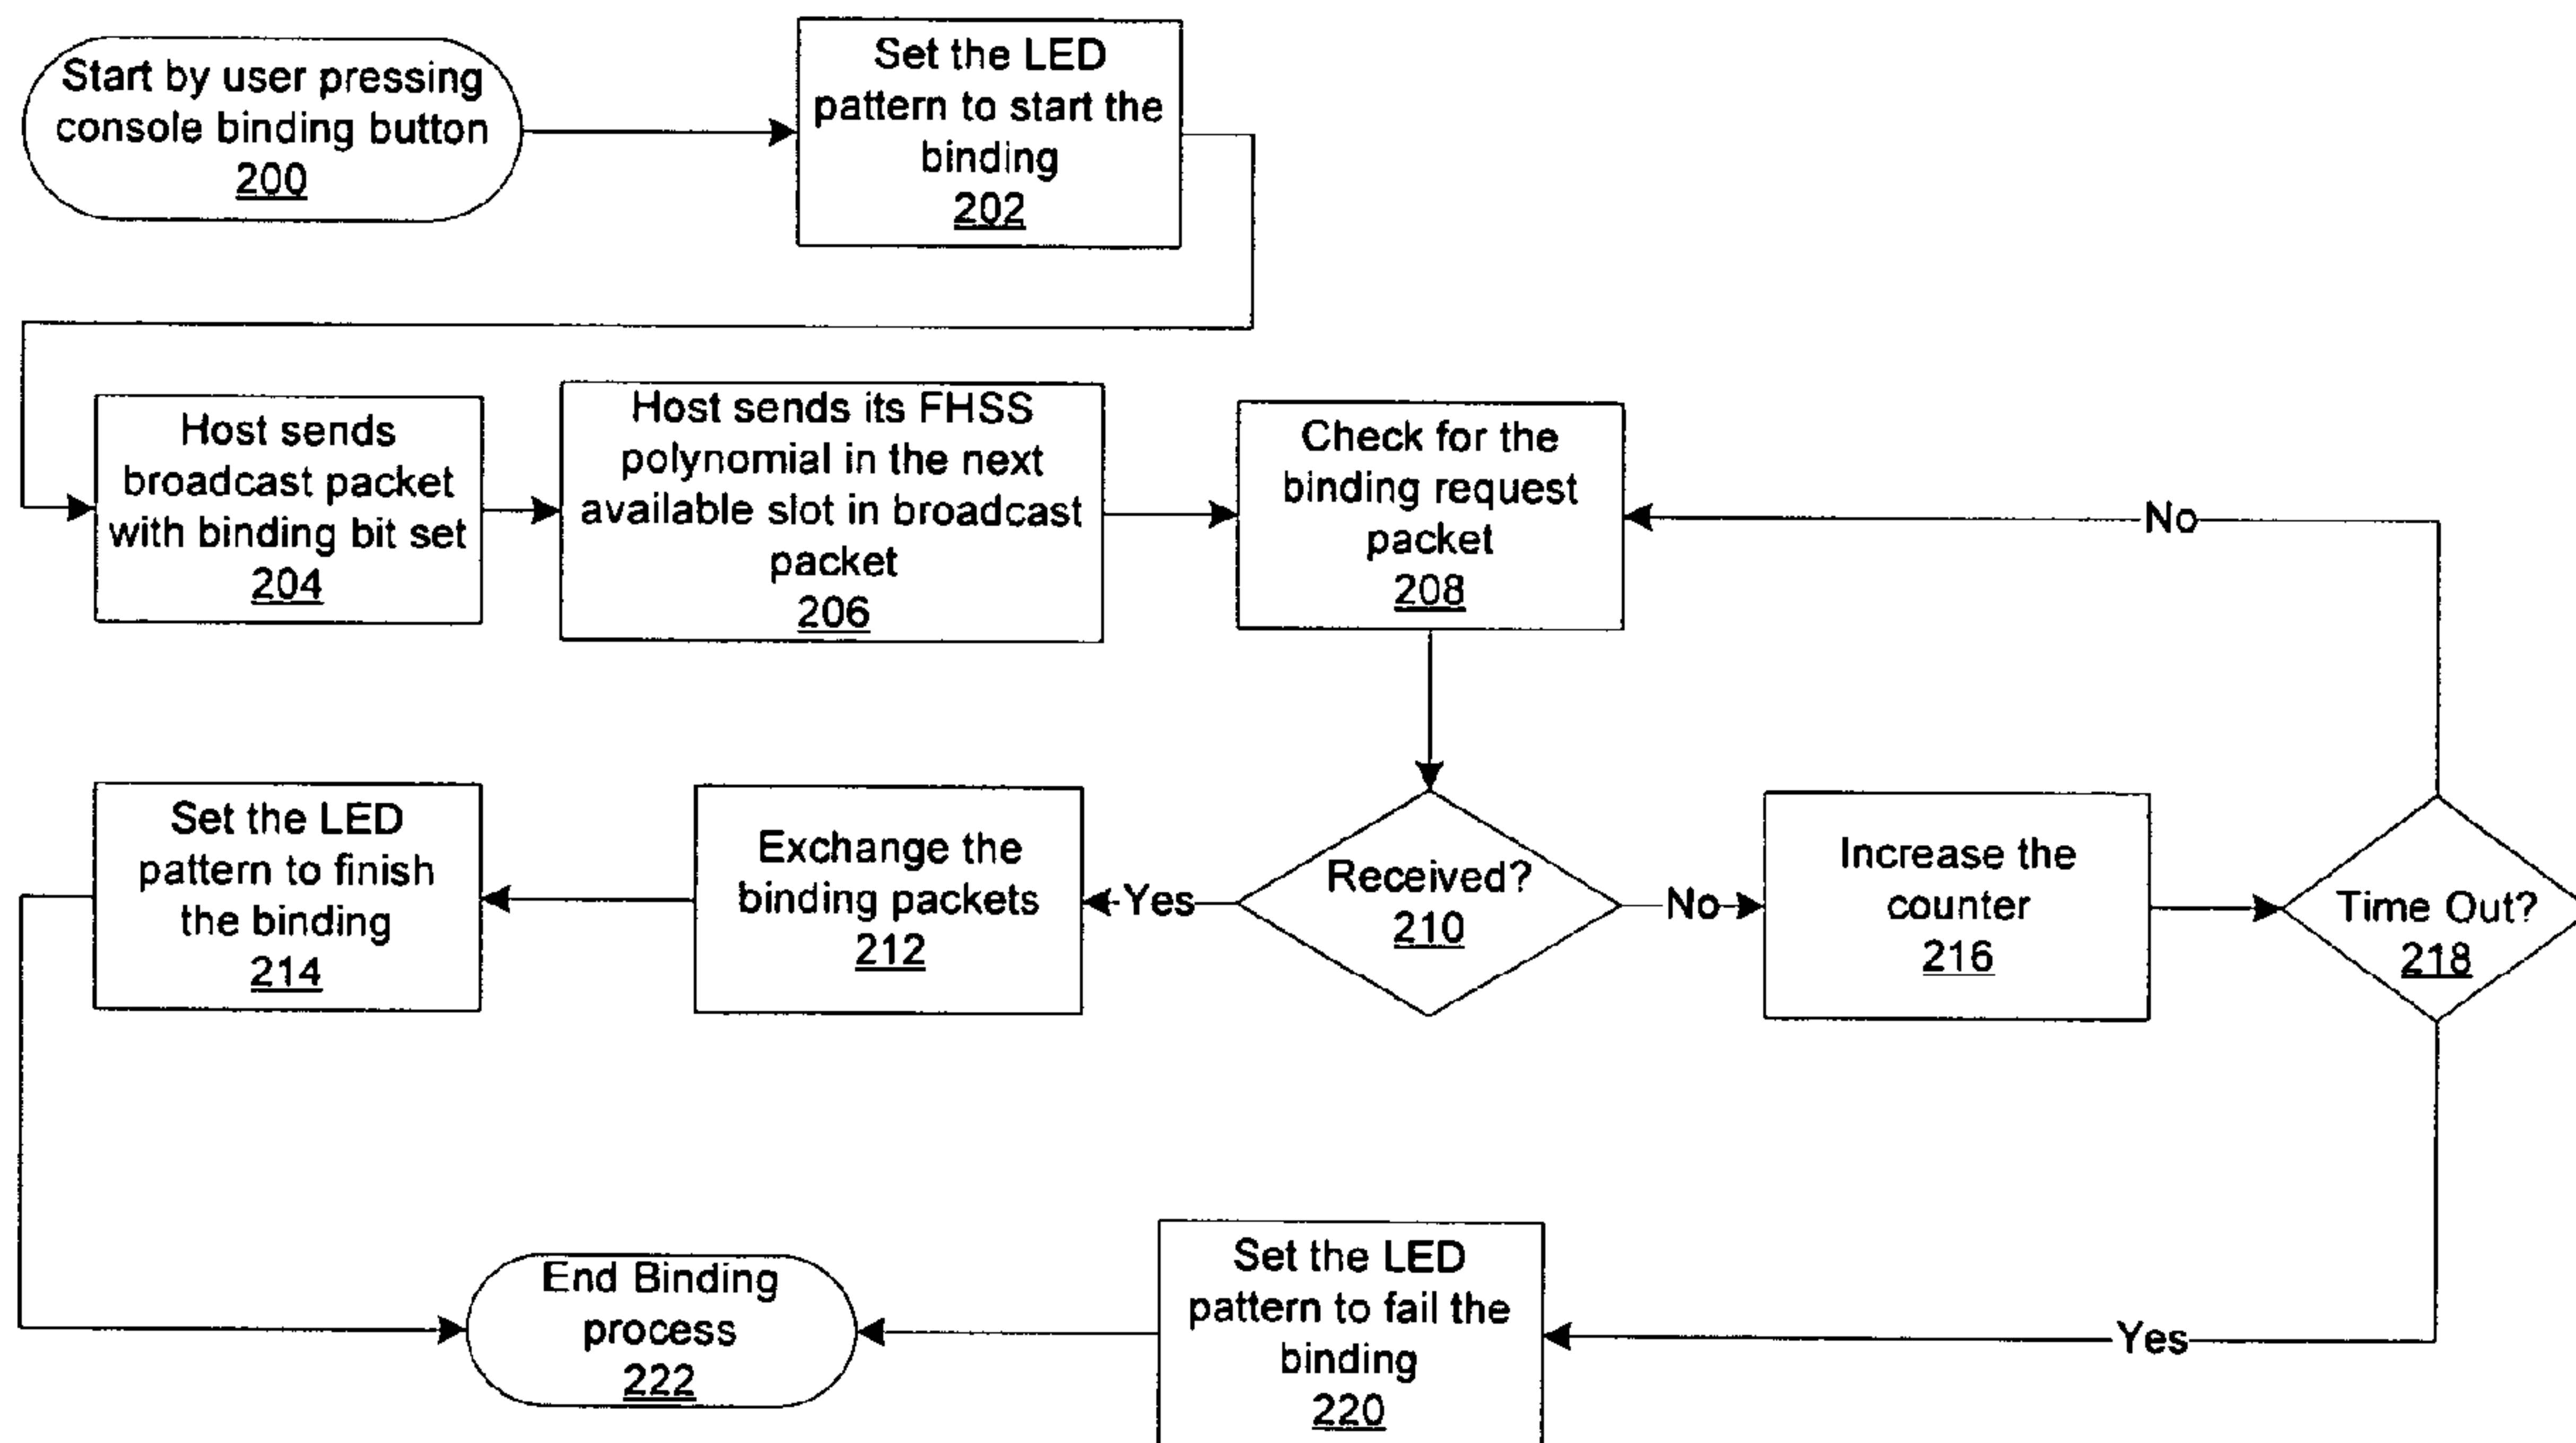 Start by user pressing
console binding button
200
Set the LED
pattern to start the
binding
202
Host sends
broadcast packet
with binding bit set
204
Host sends its FHSS
polynomial in the next
available slot in broadcast
packet
206
Check for the
binding request
packet
208
No
Set the LED
pattern to finish
the binding
214
Exchange the
binding packets
212
Yes
Received?
210
No
Increase the
counter
216
Time Out?
218
End Binding
process
222
Set the LED
pattern to fail the
binding
220
Yes